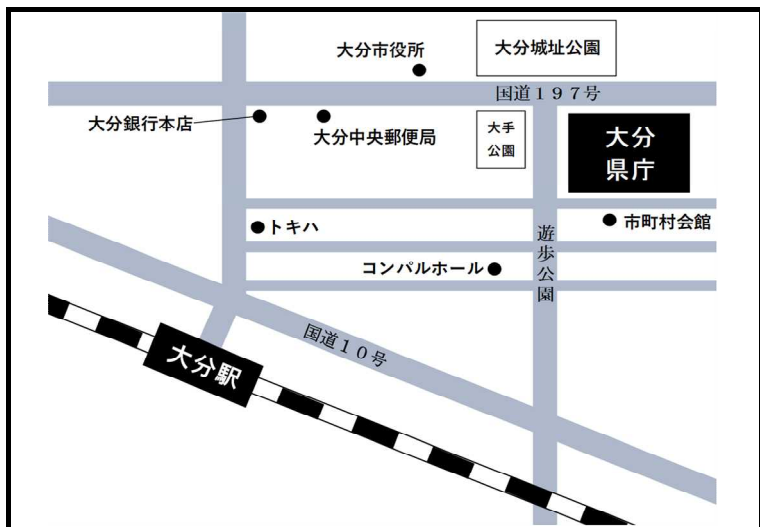 大分市役所
大分城址公園
国道197号
大分銀行本店
大分中央郵便局
大手
公園
大分
県庁
トキハ
遊歩公園
市町村会館
コンパルホール
国道10号
大分駅